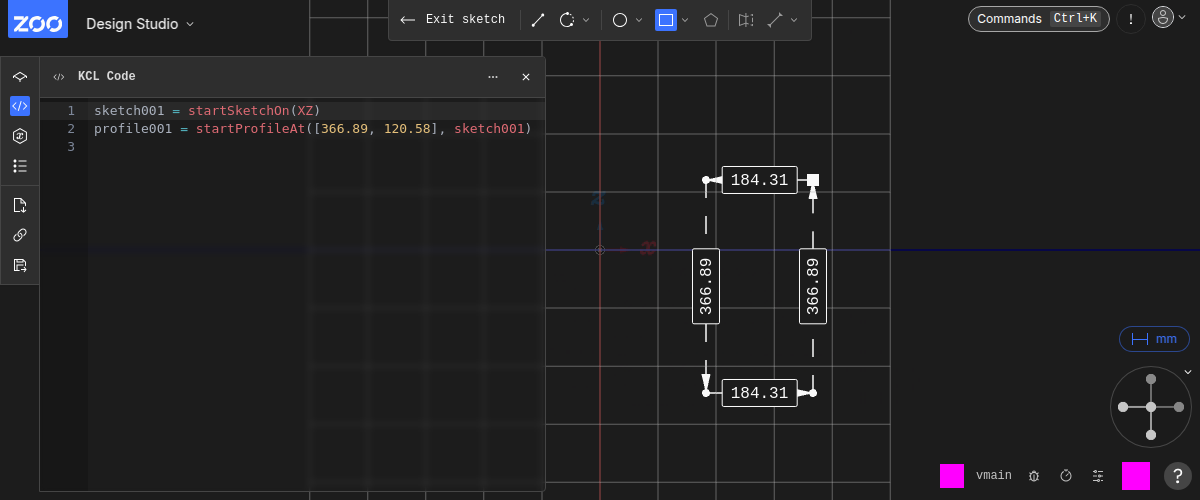 ZOO
Design Studio
Exit sketch
Commands Ctrl+K
!
KCL Code
1 sketch001 = startSketchOn(XZ)
2 profile001 = startProfileAt([366.89, 120.58], sketch001)
3
z
x
184.31
366.89
366.89
184.31
mm
vmain
?